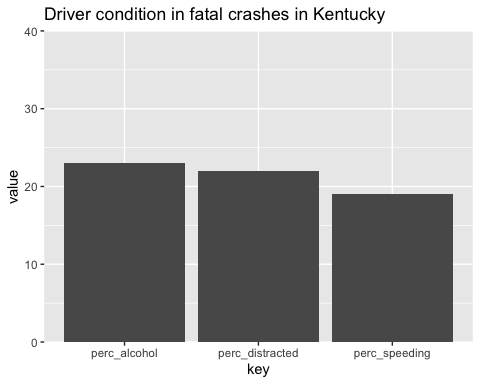 Driver condition in fatal crashes in Kentucky
40
30
20
10
0
value
perc_alcohol perc_distracted perc_speeding
key